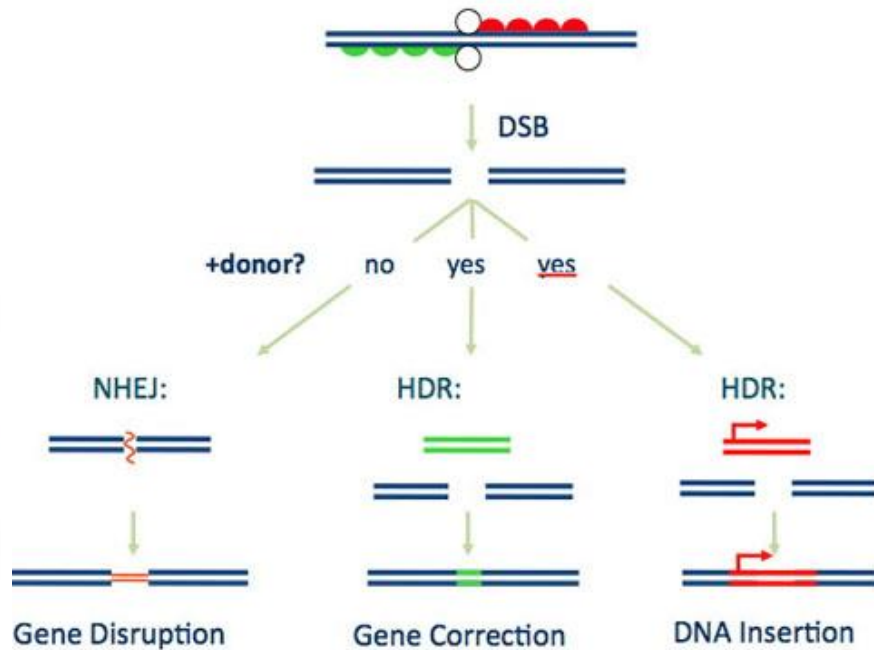 DSB
+donor? no yes yes
NHEJ: HDR: HDR:
Gene Disruption Gene Correction DNA Insertion